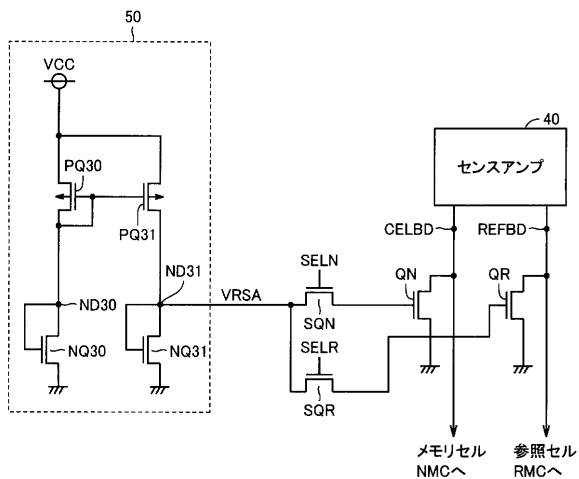 50
VCC
PQ30
PQ31
ND30
ND31
NQ30
NQ31
VRSA
SELN
SQN
SELR
SQR
40
センスアンプ
CELBD
REFBD
QN
QR
メモリセル
NMCへ
参照セル
RMCへ